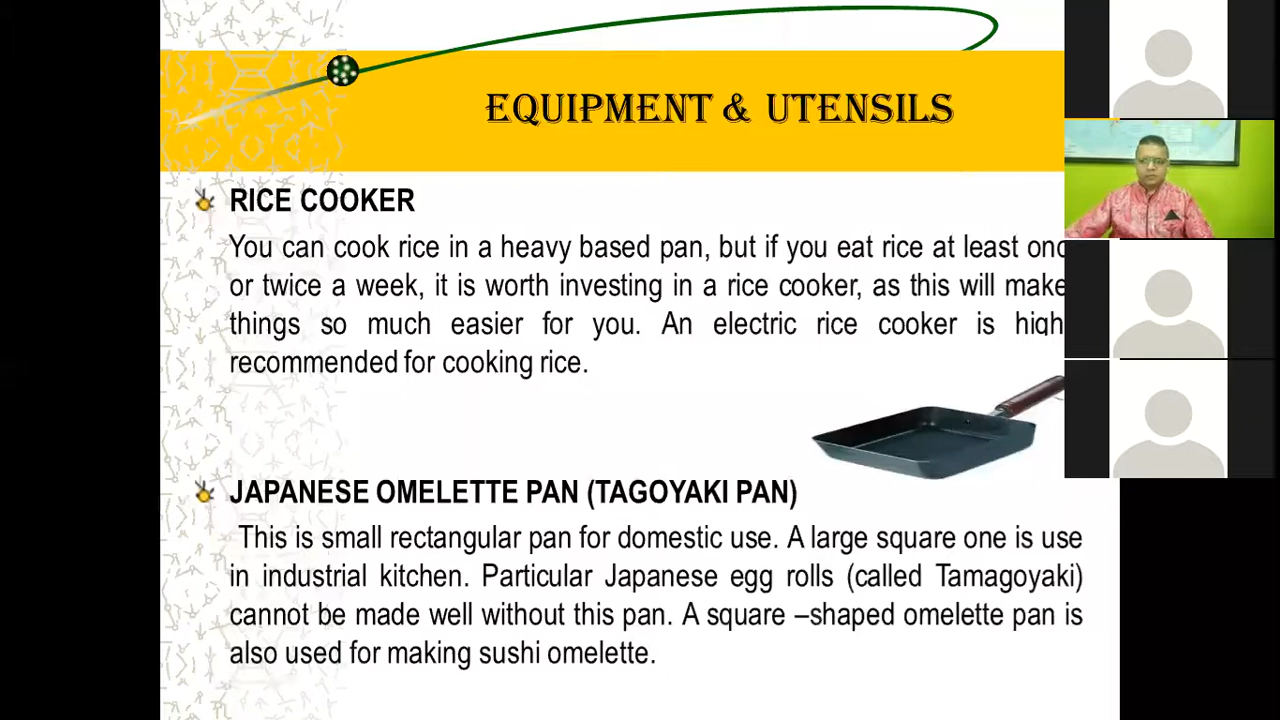 EQUIPMENT & UTENSILS
RICE COOKER
You can cook rice in a heavy based pan, but if you eat rice at least
or twice a week, it is worth investing in a rice cooker, as this will make
things so much easier for you. An electric rice cooker is
recommended for cooking rice.
JAPANESE OMELETTE PAN (TAGOYAKI PAN)
This is small rectangular pan for domestic use. A large square one is use
in industrial kitchen. Particular Japanese egg rolls (called Tamagoyaki)
cannot be made well without this pan. A square –shaped omelette pan is
also used for making sushi omelette.